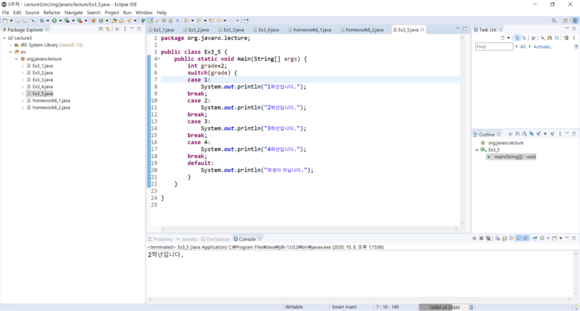 5주차 - Lecture3/src/org/javaro/lecture/Ex3_5.java - Eclipse IDE
File Edit Source Refactor Navigate Search Project Run Window Help
Package Explorer
Lecture3
JRE System Library [JavaSE-13]
src
org.javaro.lecture
Ex3_1.java
Ex3_2.java
Ex3_3.java
Ex3_4.java
Ex3_5.java
homework6_1.java
homework6_2.java
Ex3_1.java Ex3_2.java Ex3_3.java Ex3_4.java homework6_1.java homework6_2.java Ex3_5.java
1 package org.javaro.lecture;
2
3 public class Ex3_5 {
4 public static void main(String[] args) {
5 int grade=2;
6 switch(grade) {
7 case 1:
8 System.out.println("1학년입니다.");
9 break;
10 case 2:
11 System.out.println("2학년입니다.");
12 break;
13 case 3:
14 System.out.println("3학년입니다.");
15 break;
16 case 4:
17 System.out.println("4학년입니다.");
18 break;
19 default:
20 System.out.println("학생이 아닙니다.");
21 }
22 }
23
24 }
25
Task List
Find All Activate...
Outline
org.javaro.lecture
Ex3_5
main(String[]) : void
Problems Javadoc Declaration Console
<terminated> Ex3_5 [Java Application] C:\Program Files\Java\jdk-13.0.2\bin\javaw.exe (2020. 10. 8. 오후 1:15:06)
2학년입니다.
Writable Smart Insert 7 : 16 : 140